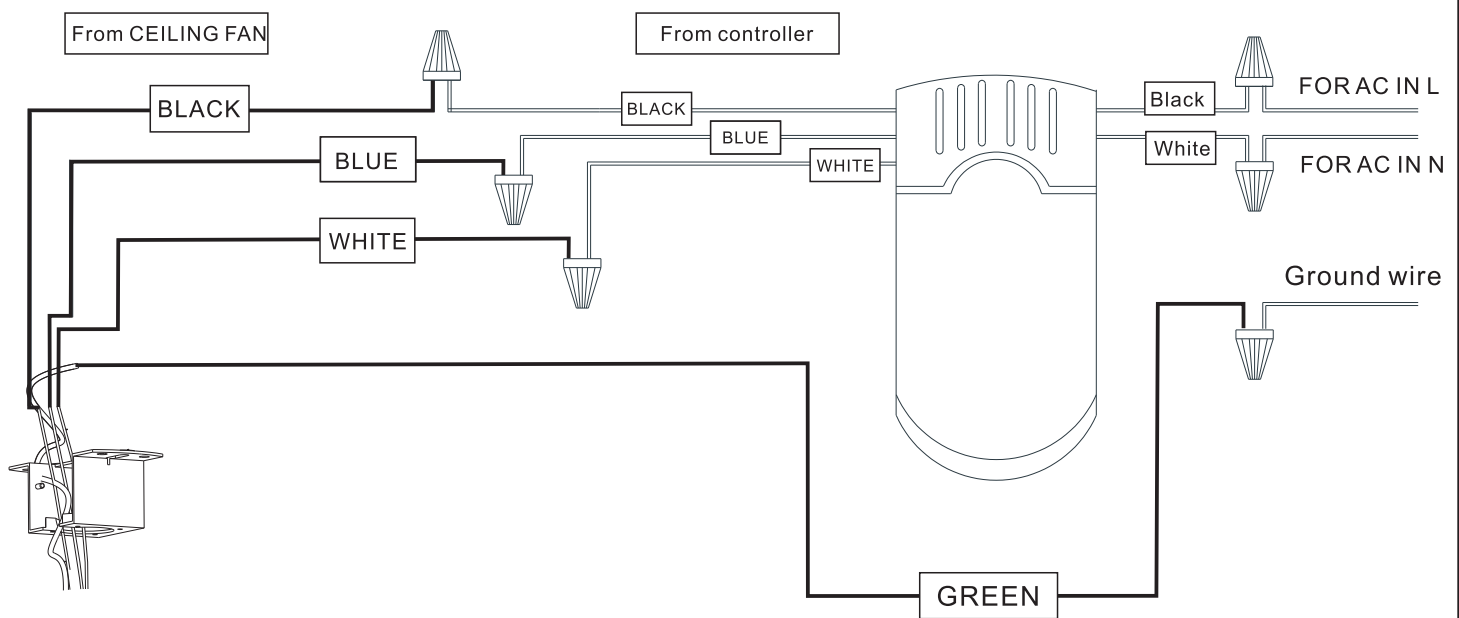 From CEILING FAN
From controller
FOR AC IN L
BLACK
BLACK
Black
BLUE
BLUE
White
WHITE
FOR AC IN N
WHITE
Ground wire
GREEN